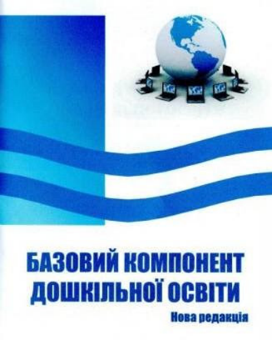 БАЗОВИЙ КОМПОНЕНТ
ДОШКІЛЬНОЇ ОСВІТИ
Нова редакція